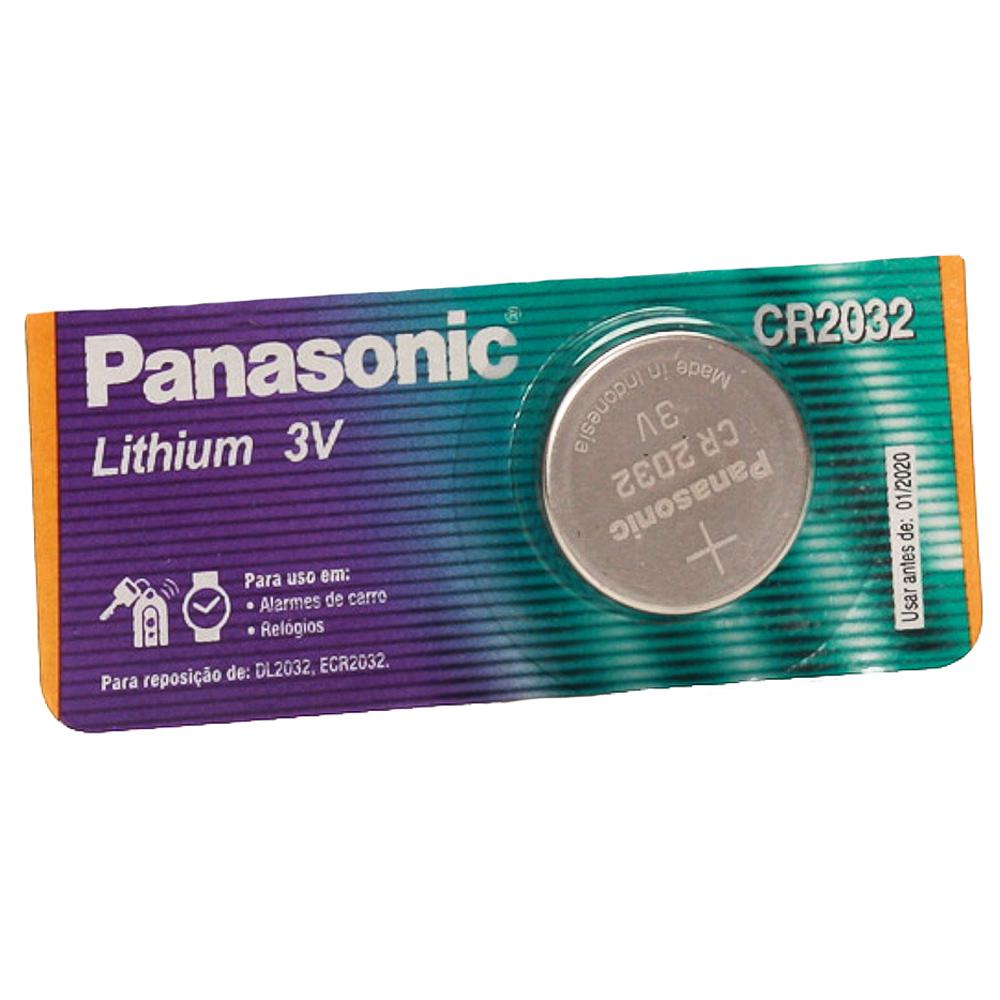 Panasonic®
Lithium 3V
Para uso em:
• Alarmes de carro
• Relógios
Para reposição de: DL2032, ECR2032.
CR2032
Panasonic
CR 2032
3V
Made in Indonesia
Usar antes de: 01/2020